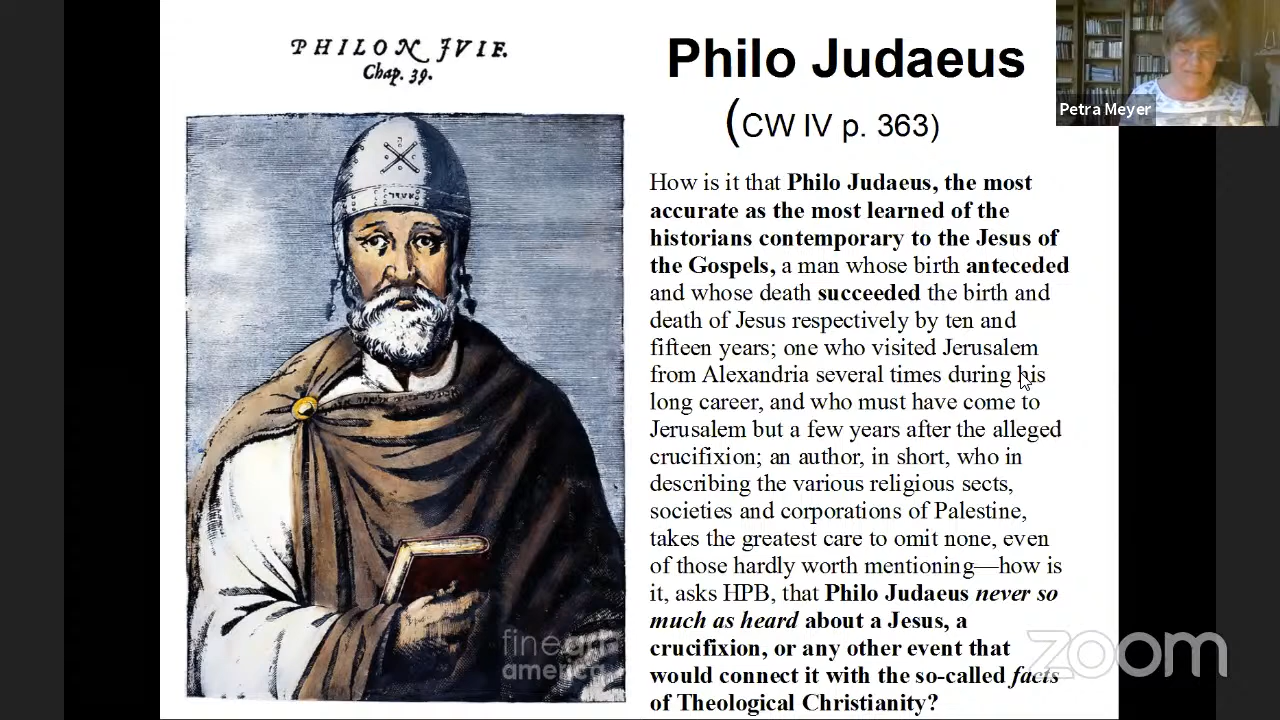 PHILON JVIF.
Chap. 39.
Philo Judaeus
(CW IV p. 363)
Petra Meyer
How is it that Philo Judaeus, the most
accurate as the most learned of the
historians contemporary to the Jesus of
the Gospels, a man whose birth anteceded
and whose death succeeded the birth and
death of Jesus respectively by ten and
fifteen years; one who visited Jerusalem
from Alexandria several times during his
long career, and who must have come to
Jerusalem but a few years after the alleged
crucifixion; an author, in short, who in
describing the various religious sects,
societies and corporations of Palestine,
takes the greatest care to omit none, even
of those hardly worth mentioning—how is
it, asks HPB, that Philo Judaeus never so
much as heard about a Jesus, a
crucifixion, or any other event that
would connect it with the so-called facts
of Theological Christianity?
fine art
america
zoom